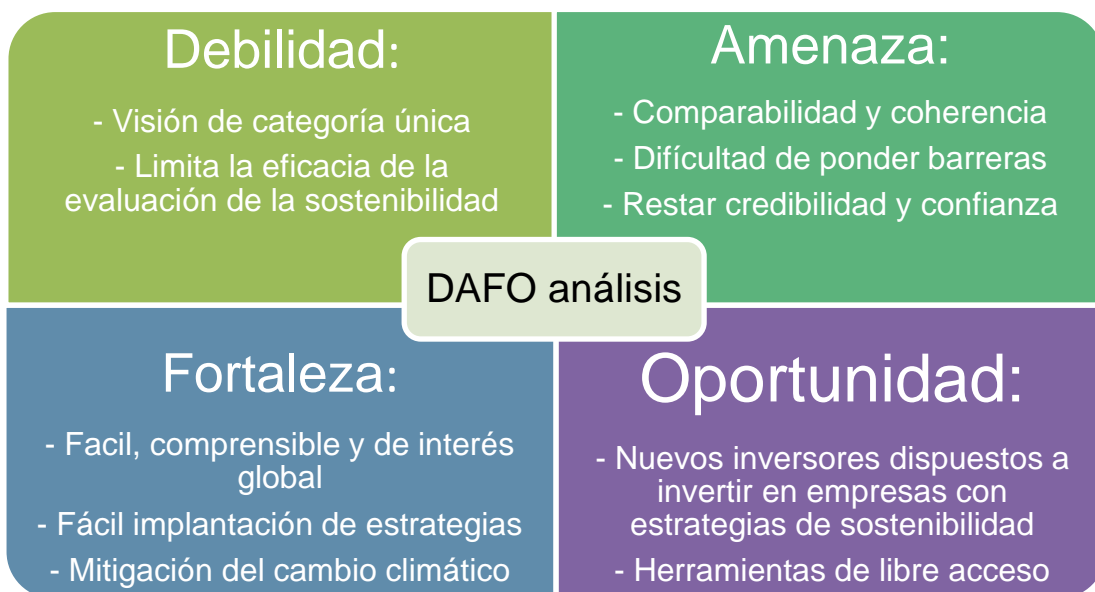 Debilidad:
- Visión de categoría única
- Limita la eficacia de la
evaluación de la sostenibilidad
Amenaza:
- Comparabilidad y coherencia
- Difícultad de ponder barreras
- Restar credibilidad y confianza
DAFO análisis
Fortaleza:
- Facil, comprensible y de interés
global
- Fácil implantación de estrategias
- Mitigación del cambio climático
Oportunidad:
- Nuevos inversores dispuestos a
invertir en empresas con
estrategias de sostenibilidad
- Herramientas de libre acceso